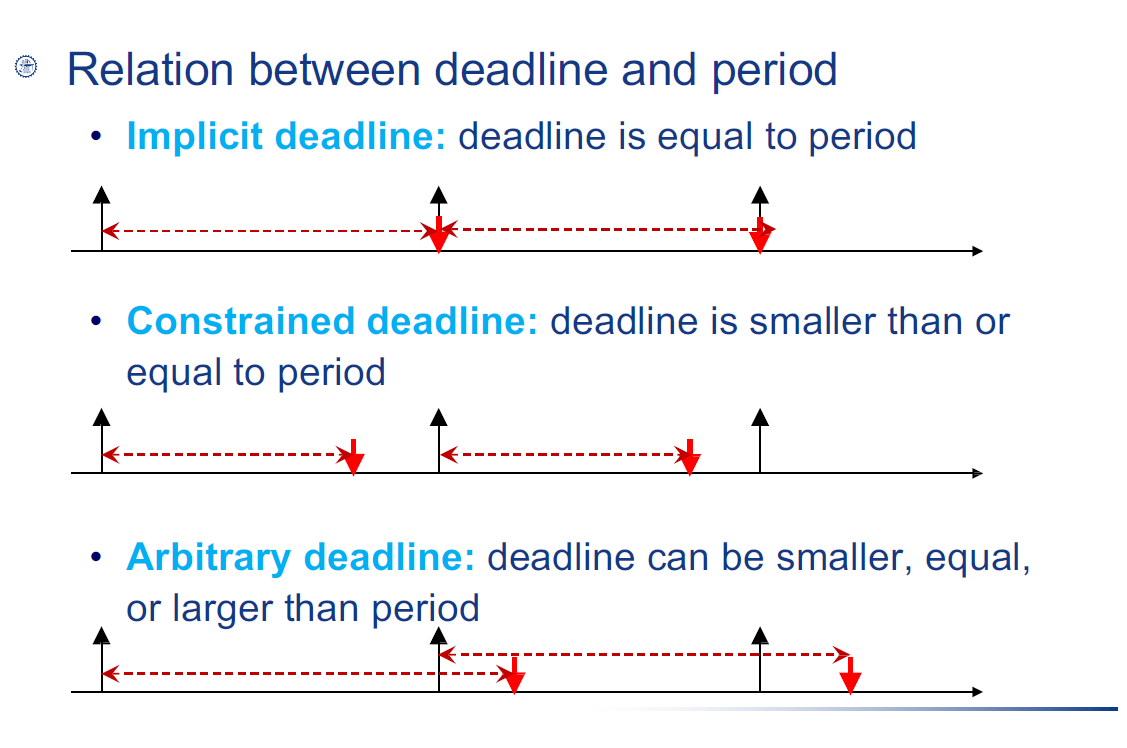 Relation between deadline and period
• Implicit deadline: deadline is equal to period
• Constrained deadline: deadline is smaller than or
equal to period
• Arbitrary deadline: deadline can be smaller, equal,
or larger than period